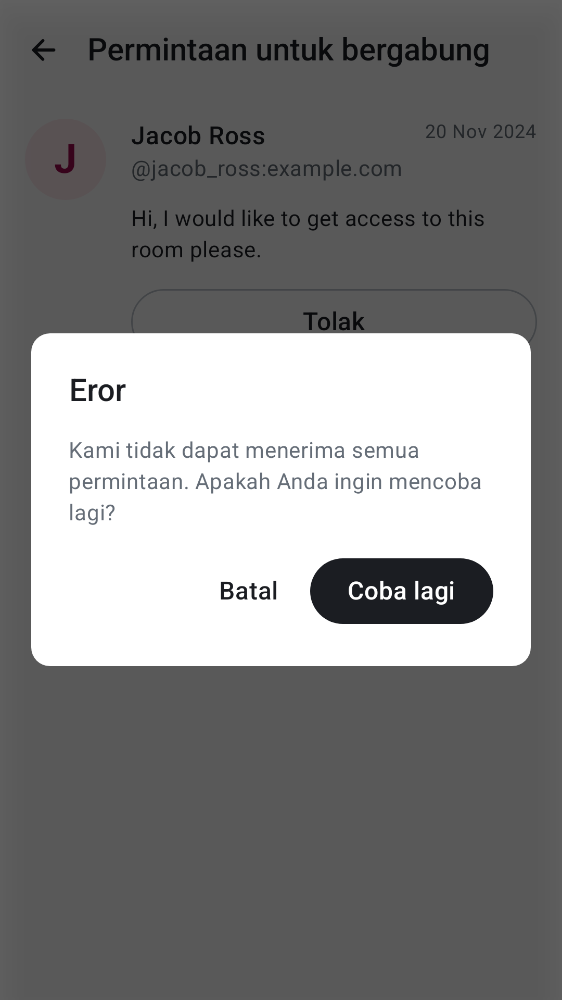 Permintaan untuk bergabung
J
Jacob Ross
20 Nov 2024
@jacob_ross:example.com
Hi, I would like to get access to this
room please.
Tolak
Eror
Kami tidak dapat menerima semua
permintaan. Apakah Anda ingin mencoba
lagi?
Batal
Coba lagi